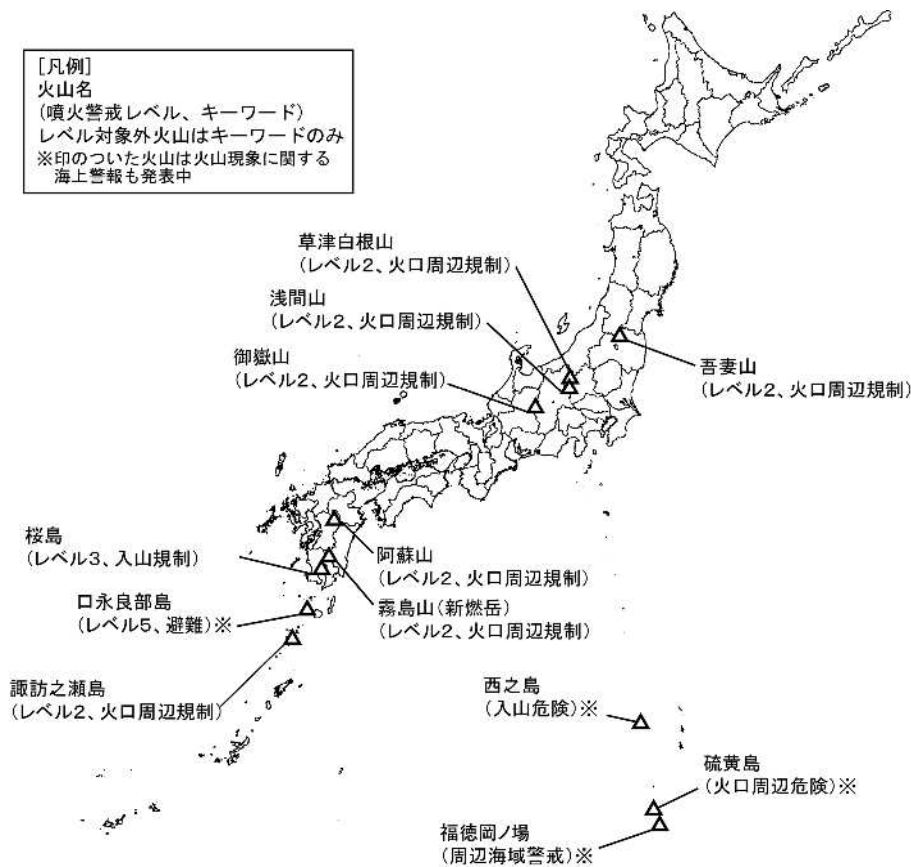 [凡例]
火山名
(噴火警戒レベル、キーワード)
レベル対象外火山はキーワードのみ
※印のついた火山は火山現象に関する
海上警報も発表中
草津白根山
(レベル2、火口周辺規制)
浅間山
(レベル2、火口周辺規制)
御嶽山
(レベル2、火口周辺規制)
吾妻山
(レベル2、火口周辺規制)
桜島
(レベル3、入山規制)
阿蘇山
(レベル2、火口周辺規制)
口永良部島
(レベル5、避難)※
霧島山(新燃岳)
(レベル2、火口周辺規制)
諏訪之瀬島
(レベル2、火口周辺規制)
西之島
(入山危険)※
硫黄島
(火口周辺危険)※
福徳岡ノ場
(周辺海域警戒)※